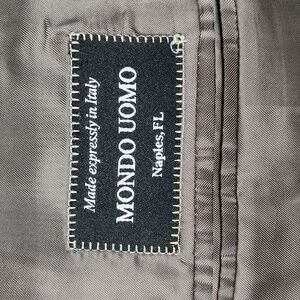 Made expressly in Italy
MONDO UOMO
Naples, FL